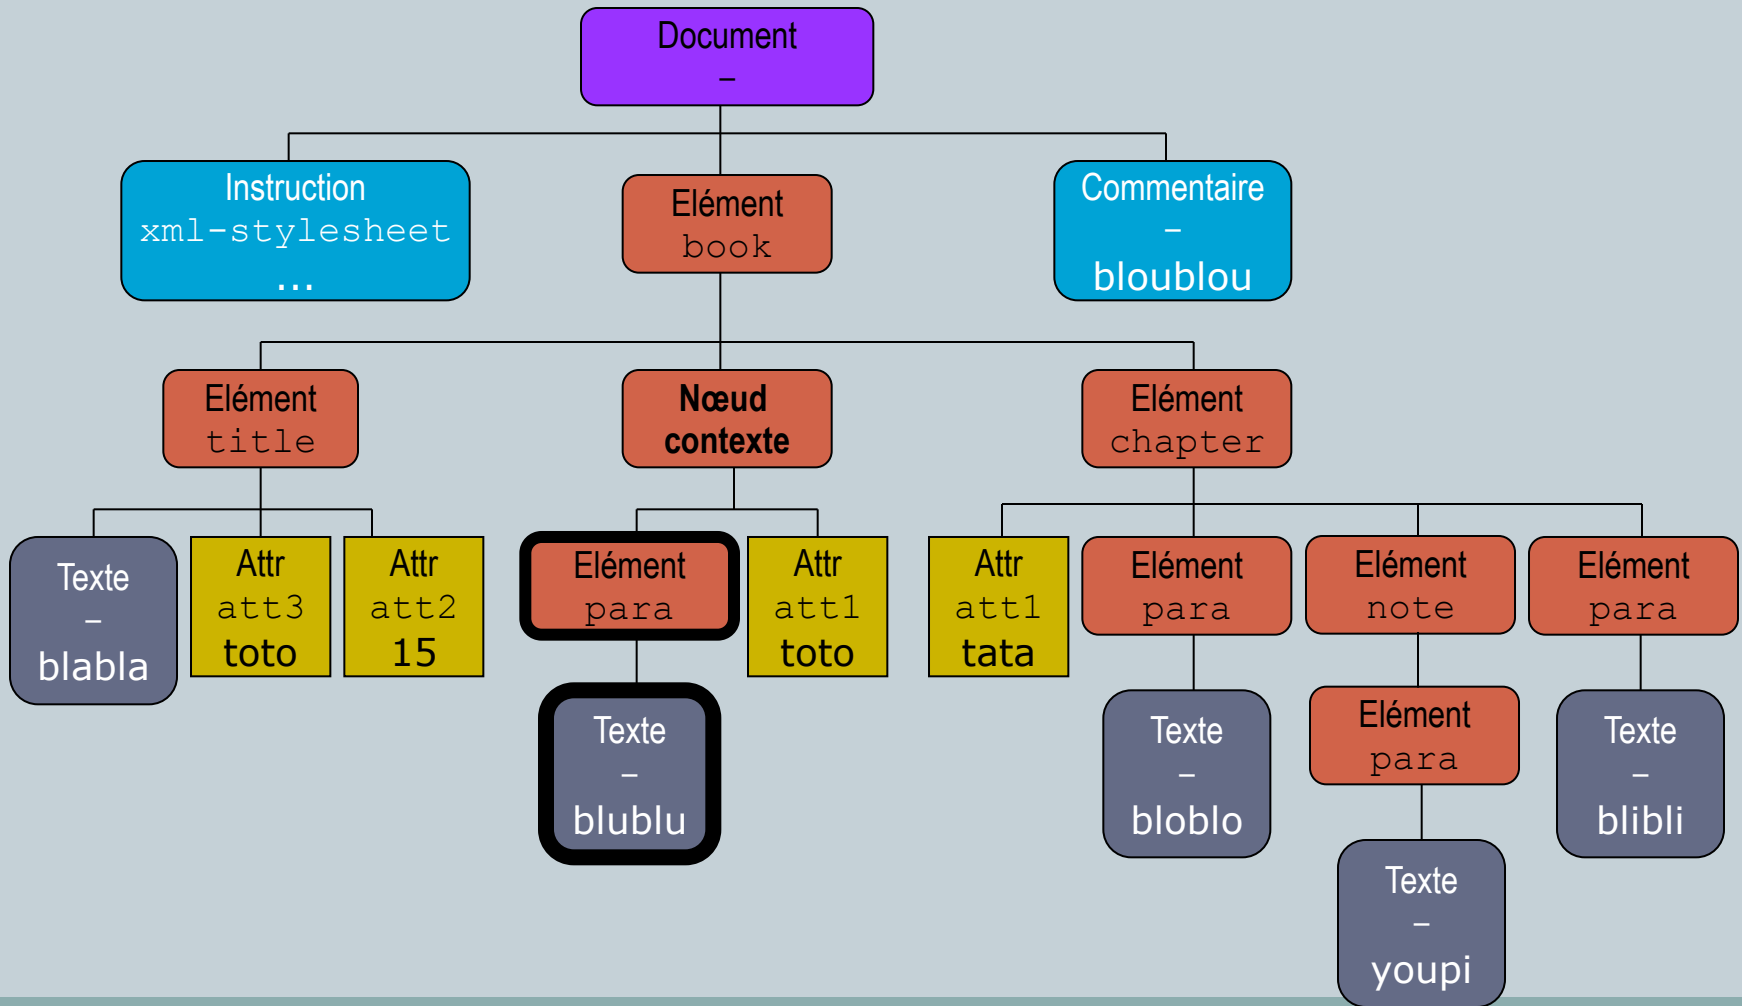 Document
–
Instruction
xml-stylesheet
...
Elément
book
Commentaire
–
bloublou
Elément
title
Nœud
contexte
Elément
chapter
Texte
–
blabla
Attr
att3
toto
Attr
att2
15
Elément
para
Attr
att1
toto
Attr
att1
tata
Elément
para
Elément
note
Elément
para
Texte
–
blublu
Texte
–
bloblo
Elément
para
Texte
–
blibli
Texte
–
youpi